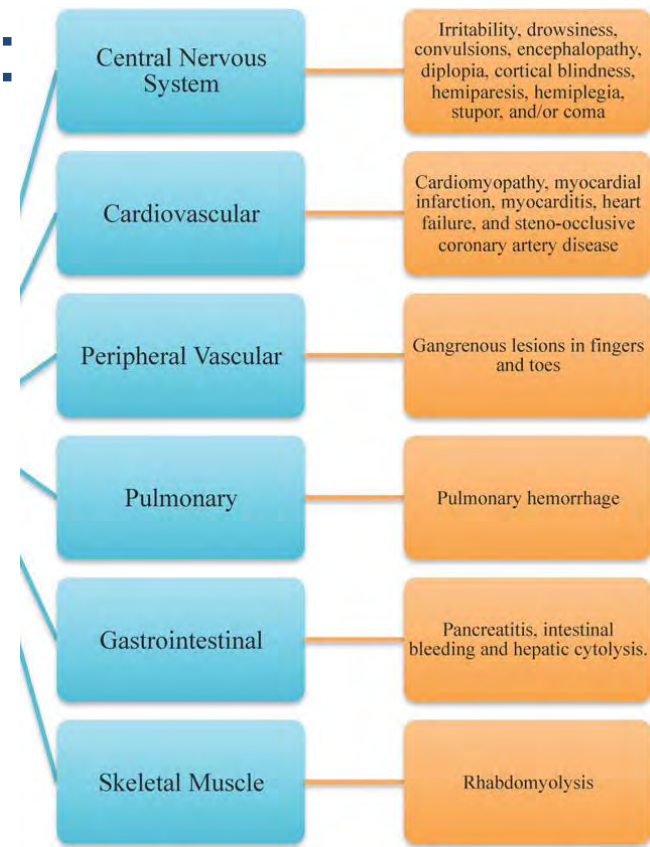 Central Nervous
System
Irritability, drowsiness,
convulsions, encephalopathy,
diplopia, cortical blindness,
hemiparesis, hemiplegia,
stupor, and/or coma
Cardiovascular
Cardiomyopathy, myocardial
infarction, myocarditis, heart
failure, and steno-occlusive
coronary artery disease
Peripheral Vascular
Gangrenous lesions in fingers
and toes
Pulmonary
Pulmonary hemorrhage
Gastrointestinal
Pancreatitis, intestinal
bleeding and hepatic cytolysis.
Skeletal Muscle
Rhabdomyolysis